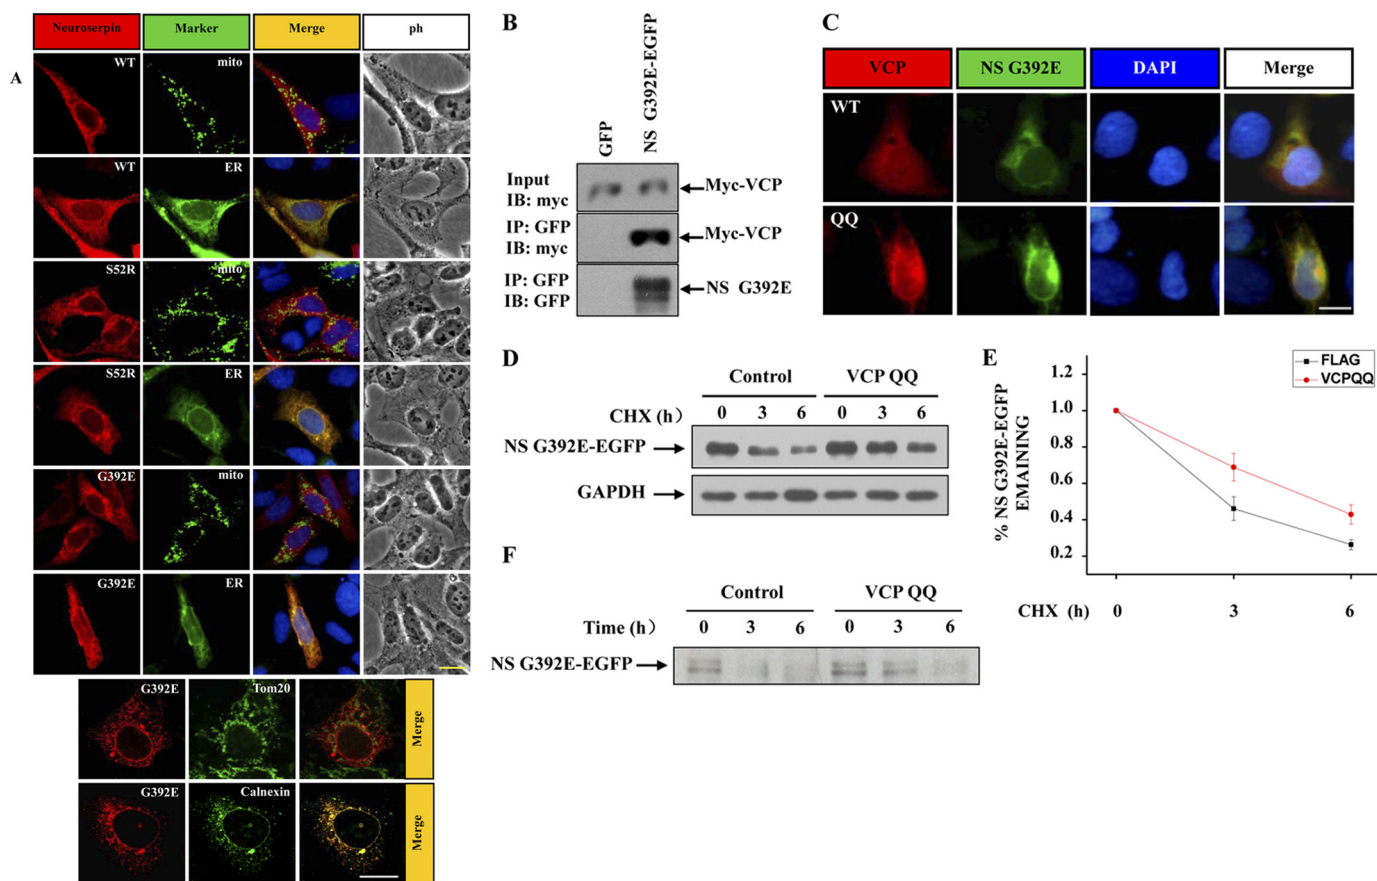 A
Neuroserpin Marker Merge ph
WT mito
WT ER
S52R mito
S52R ER
G392E mito
G392E ER
G392E Tom20 Merge
G392E Calnexin Merge
B
GFP NS G392E-EGFP
Input
IB: myc
Myc-VCP
IP: GFP
IB: myc
Myc-VCP
IP: GFP
IB: GFP
NS G392E
C
VCP NS G392E DAPI Merge
WT
QQ
D
Control VCP QQ
CHX (h) 0 3 6 0 3 6
NS G392E-EGFP
GAPDH
E
FLAG
VCPQQ
% NS G392E-EGFP
EMAINING
1.2
1.0
0.8
0.6
0.4
0.2
CHX (h) 0 3 6
F
Control VCP QQ
Time (h) 0 3 6 0 3 6
NS G392E-EGFP